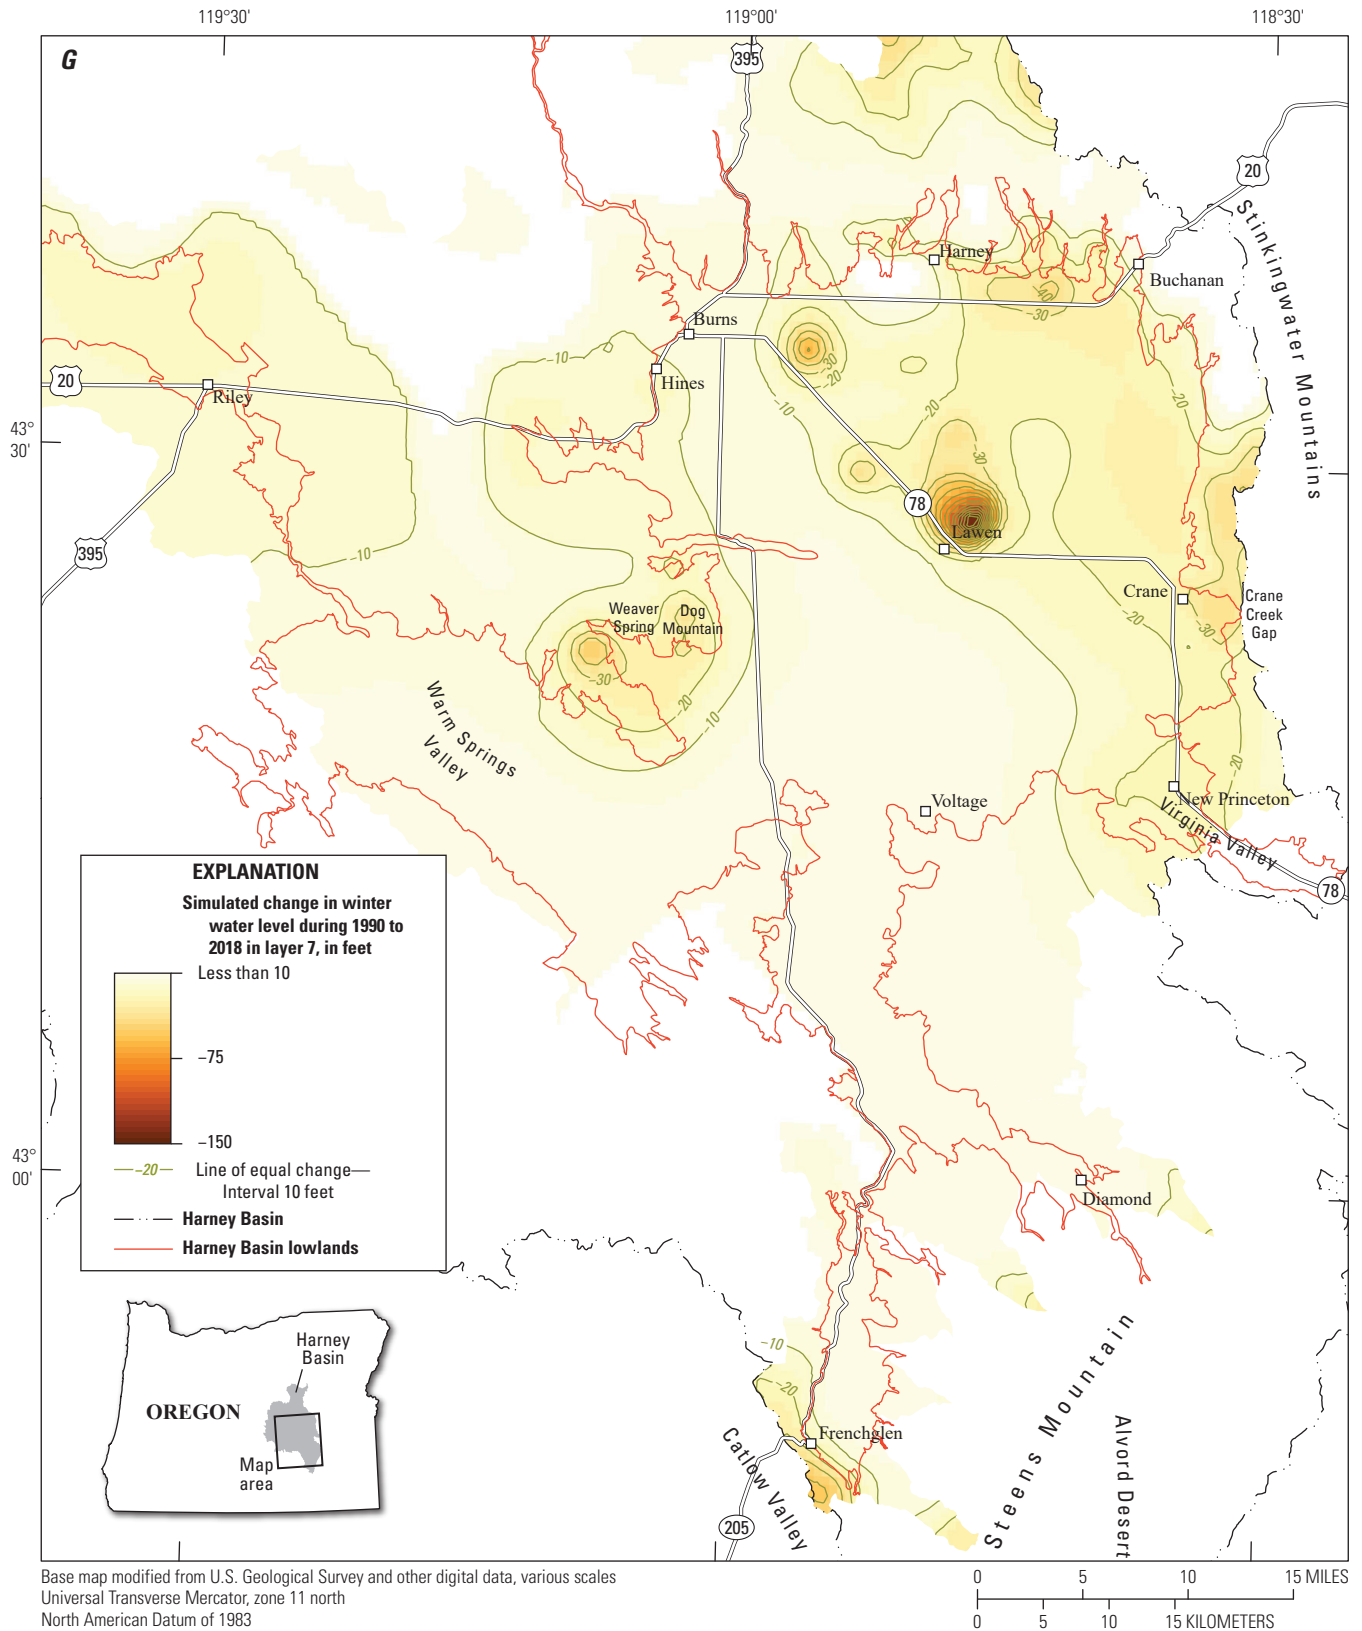 119°30'
119°00'
118°30'
G
395
20
Stinkingwater Mountains
Harney
Buchanan
–40
–30
Burns
–10
–30
–20
Hines
20
Riley
–10
–20
–20
43°
30'
–30
78
Lawen
395
–10
Crane
Crane
Creek
Gap
–20
–30
Weaver
Spring
Dog
Mountain
–30
–20
–10
Warm Springs
Valley
–20
Voltage
New Princeton
Virginia Valley
78
EXPLANATION
Simulated change in winter
water level during 1990 to
2018 in layer 7, in feet
Less than 10
–75
–150
–20
Line of equal change—
Interval 10 feet
Harney Basin
Harney Basin lowlands
43°
00'
Diamond
–10
–20
Frenchglen
Catlow Valley
Steens Mountain
Alvord Desert
205
Harney
Basin
OREGON
Map
area
Base map modified from U.S. Geological Survey and other digital data, various scales
Universal Transverse Mercator, zone 11 north
North American Datum of 1983
0 5 10 15 MILES
0 5 10 15 KILOMETERS